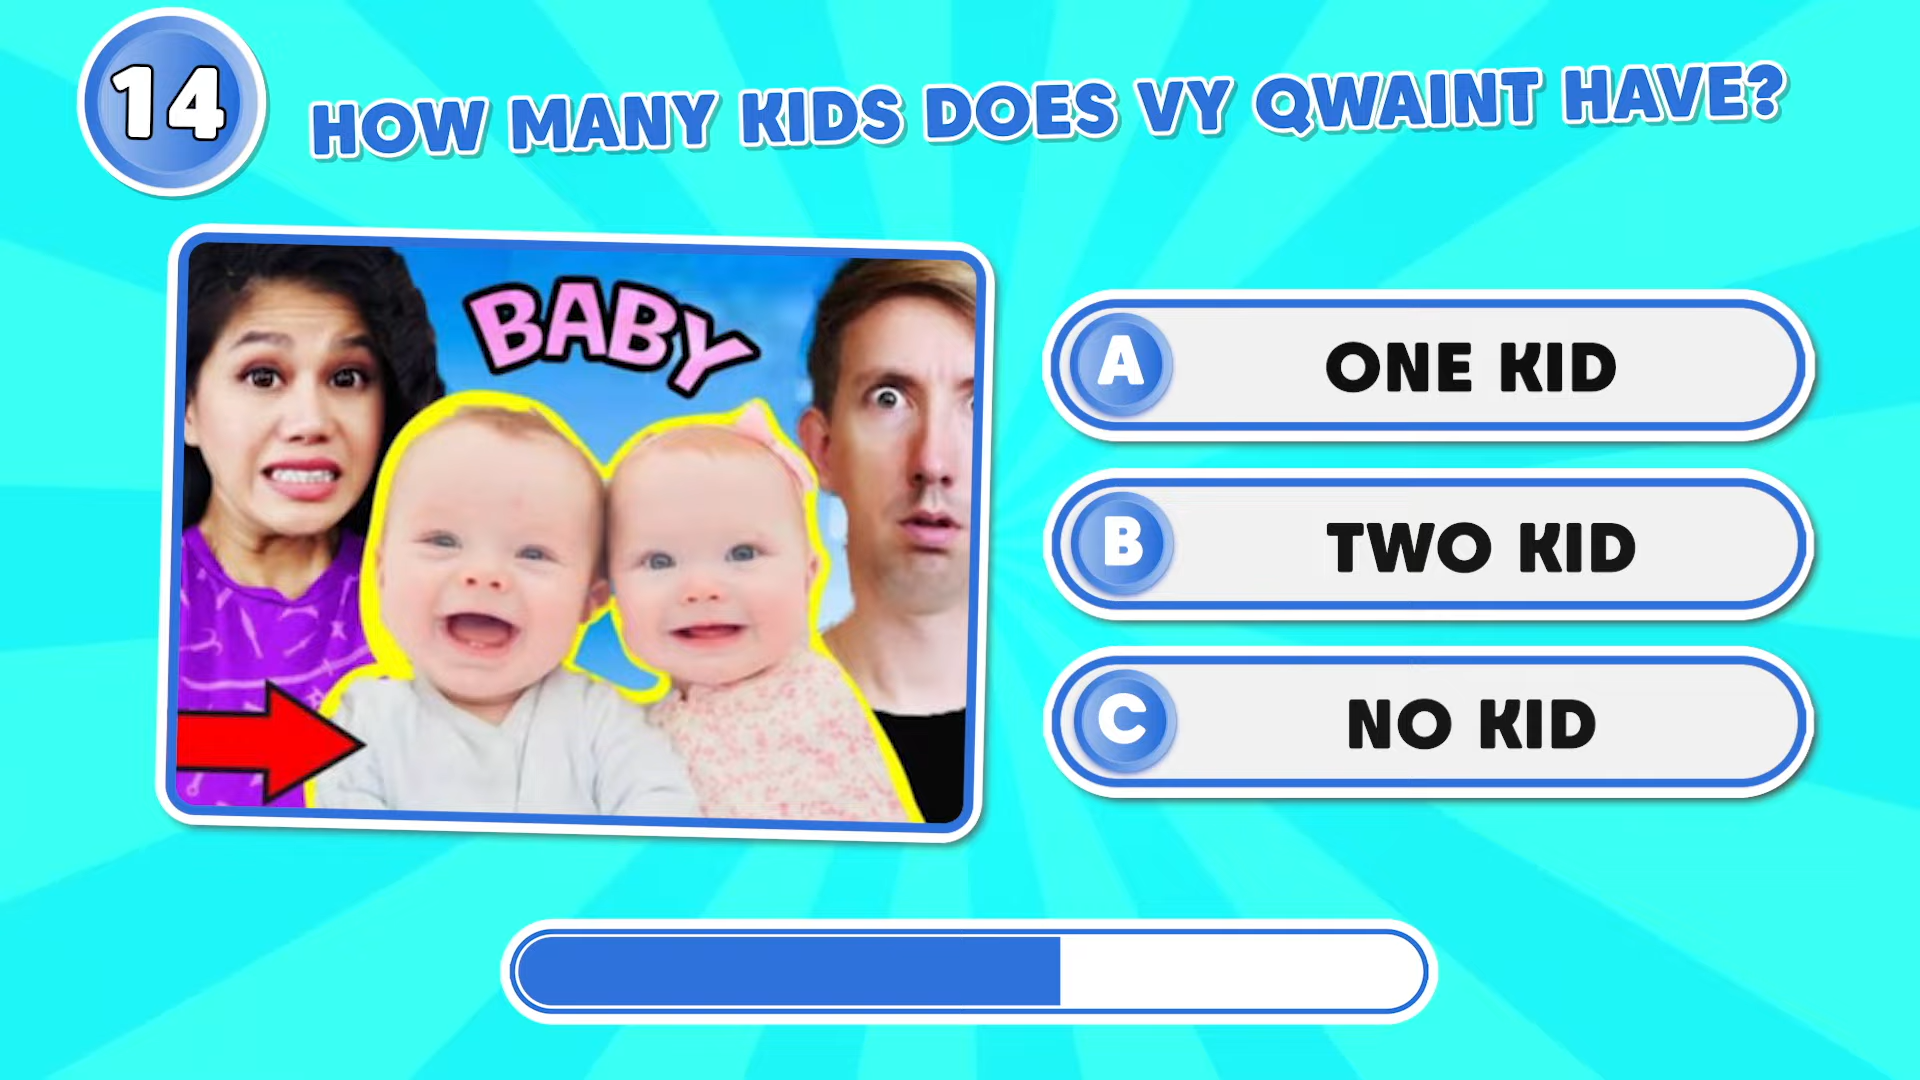 14
HOW MANY KIDS DOES VY QWAINT HAVE?
BABY
A ONE KID
B TWO KID
C NO KID